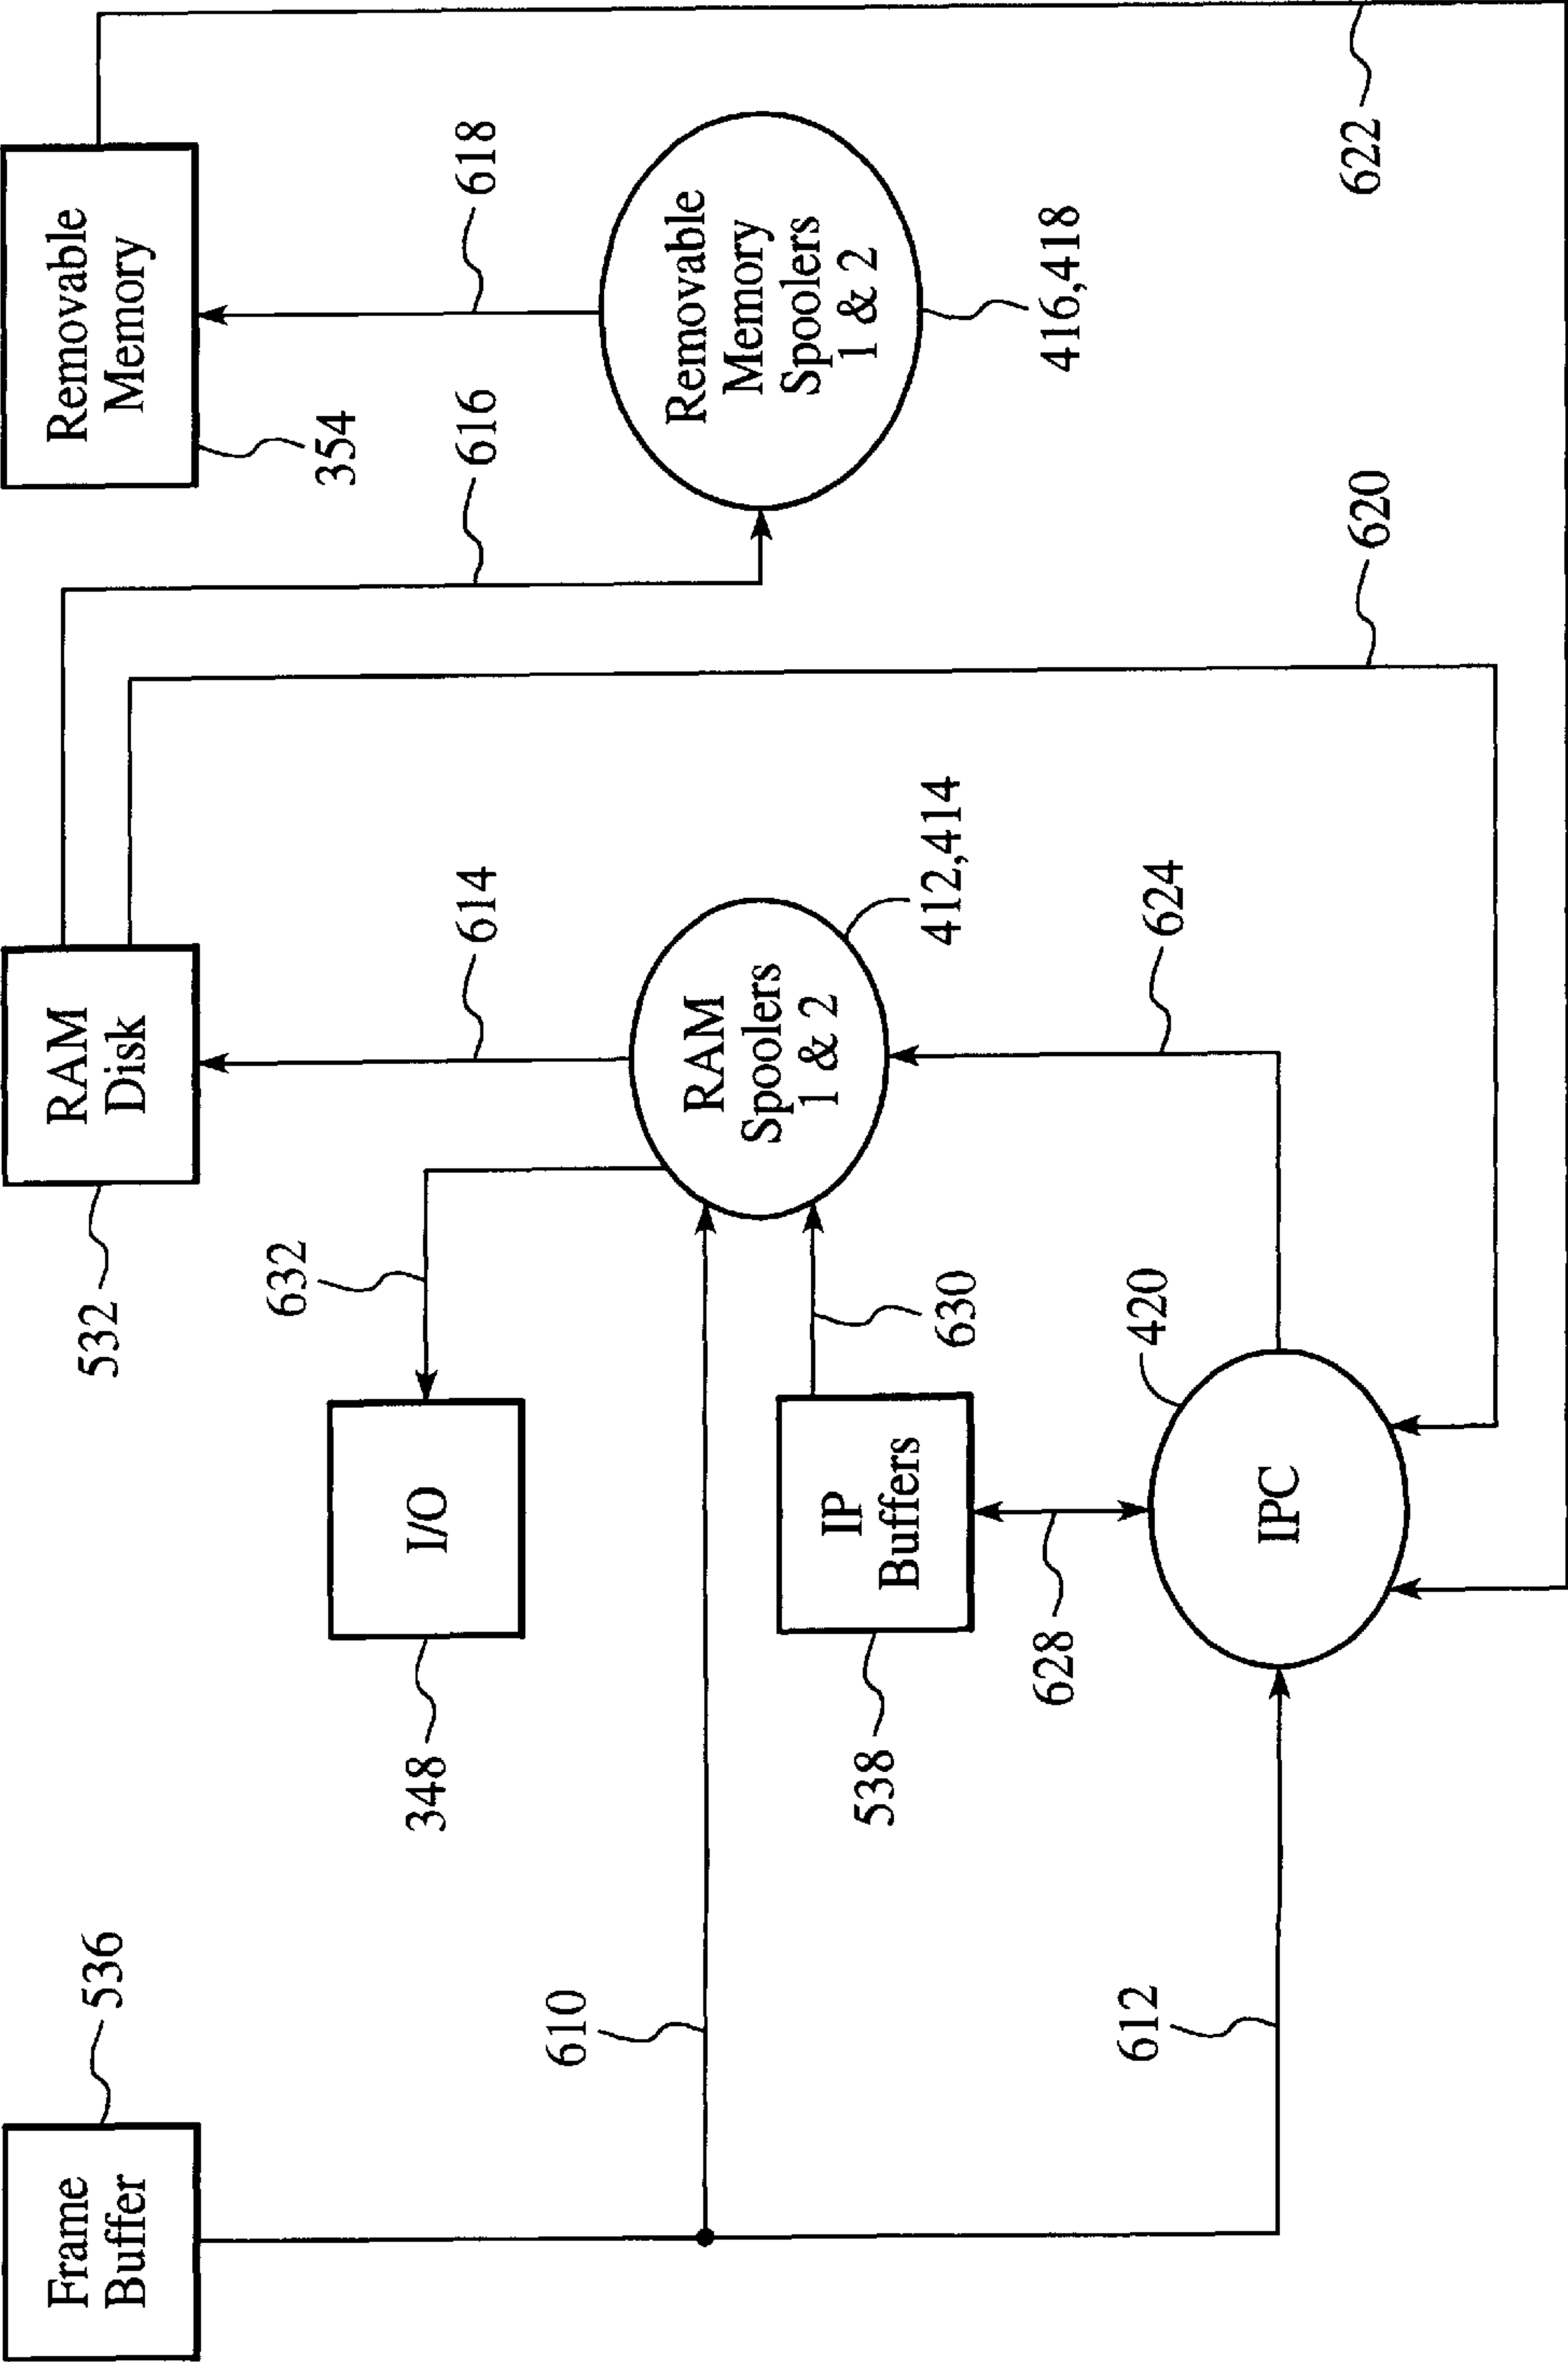 Frame
Buffer
536
RAM
Disk
532
Removable
Memory
354
I/O
348
632
614
616
618
610
RAM
Spoolers
1 & 2
412,414
Removable
Memory
Spoolers
1 & 2
416,418
IP
Buffers
538
630
628
IPC
420
612
624
620
622